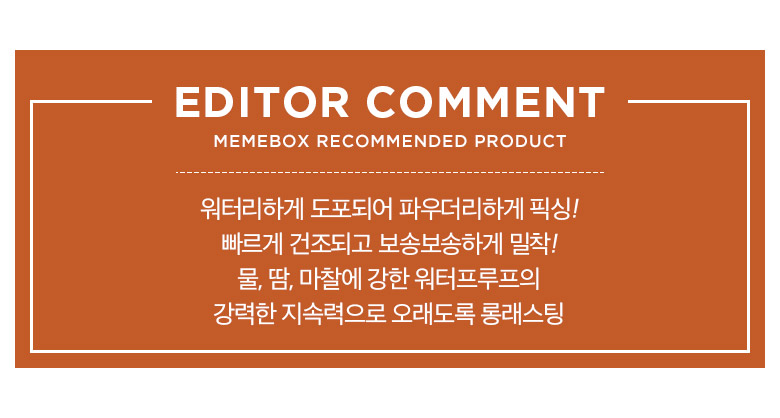 EDITOR COMMENT
MEMEBOX RECOMMENDED PRODUCT
워터리하게 도포되어 파우더리하게 픽싱!
빠르게 건조되고 보송보송하게 밀착!
물, 땀, 마찰에 강한 워터프루프의
강력한 지속력으로 오래도록 롱래스팅